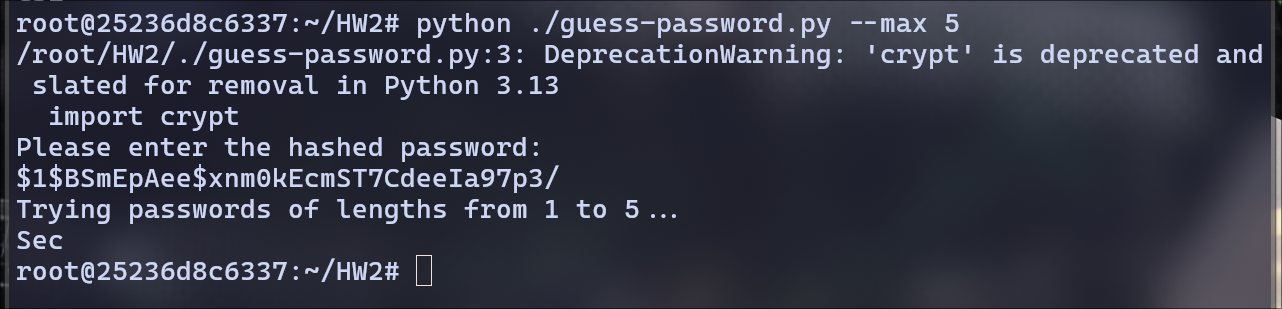 root@25236d8c6337:~/HW2# python ./guess-password.py --max 5
/root/HW2/./guess-password.py:3: DeprecationWarning: 'crypt' is deprecated and
 slated for removal in Python 3.13
  import crypt
Please enter the hashed password:
$1$BSmEpAee$xnm0kEcmST7CdeeIa97p3/
Trying passwords of lengths from 1 to 5...
Sec
root@25236d8c6337:~/HW2#